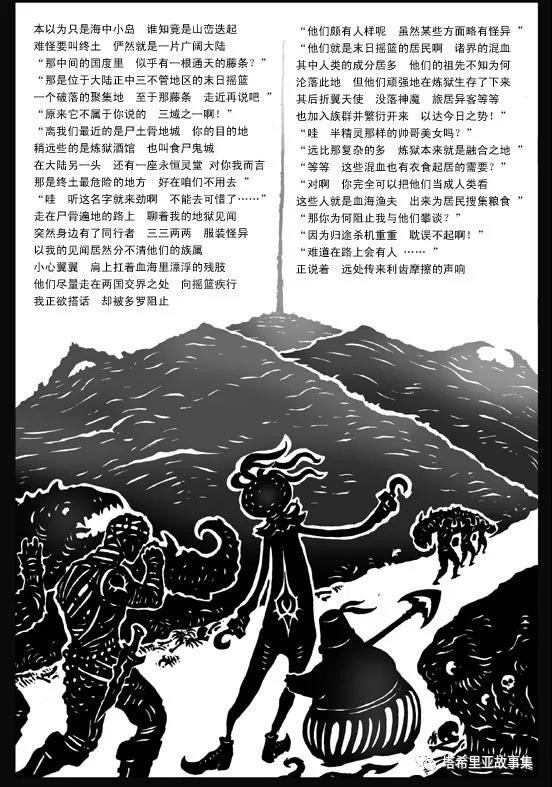 本以为只是海中小岛　谁知竟是山峦迭起
难怪要叫终土　俨然就是一片广阔大陆
“那中间的国度里　似乎有一根通天的藤条？”
“那是位于大陆正中三不管地区的末日摇篮
一个破落的聚集地　至于那藤条　走近再说吧 ”
“原来它不属于你说的　三域之一啊！”
“离我们最近的是尸土骨地城　你的目的地
稍远些的是炼狱酒馆　也叫食尸鬼城
在大陆另一头　还有一座永恒灵堂 对你我而言
那是终土最危险的地方　好在咱们不用去 ”
“哇　听这名字就来劲啊　不能去可惜了……”
走在尸骨遍地的路上　聊着我的地狱见闻
突然身边有了同行者　三三两两　服装怪异
以我的见闻居然分不清他们的族属
小心翼翼　肩上扛着血海里漂浮的残肢
他们尽量走在两国交界之处　向摇篮疾行
我正欲搭话　却被多罗阻止
“他们颇有人样呢　虽然某些方面略有怪异 ”
“他们就是末日摇篮的居民啊　诸界的混血
其中人类的成分居多　他们的祖先不知为何
沦落此地　但他们顽强地在炼狱生存了下来
其后折翼天使　没落神魔　旅居异客等等
也加入族群并繁衍开来　以达今日之势！”
“哇　半精灵那样的帅哥美女吗？”
“远比那复杂的多　炼狱本来就是融合之地 ”
“等等　这些混血也有衣食起居的需要？”
“对啊　你完全可以把他们当成人类看
这些人就是血海渔夫　出来为居民搜集粮食 ”
“那你为何阻止我与他们攀谈？”
“因为归途杀机重重　耽误不起啊！”
“难道在路上会有人 …… ”
正说着　远处传来利齿摩擦的声响
塔希里亚故事集